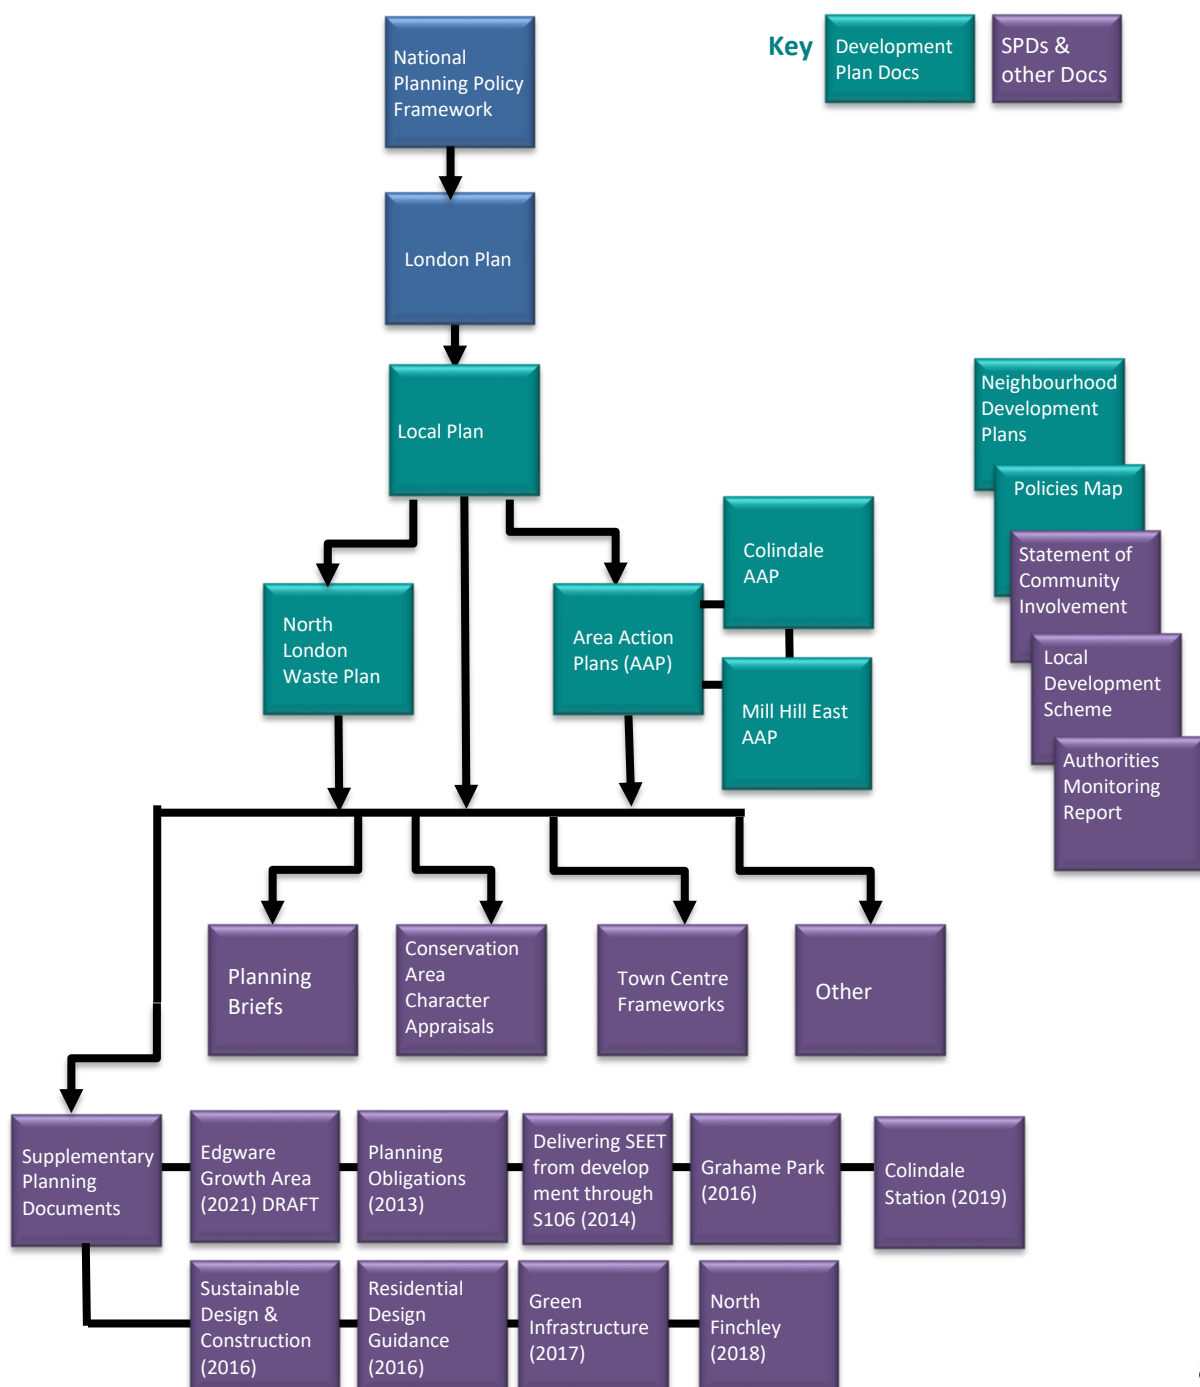 National
Planning Policy
Framework
Key
Development
Plan Docs
SPDs &
other Docs
London Plan
Local Plan
Neighbourhood
Development
Plans
Policies Map
Statement of
Community
Involvement
Local
Development
Scheme
Authorities
Monitoring
Report
North
London
Waste Plan
Area Action
Plans (AAP)
Colindale
AAP
Mill Hill East
AAP
Planning
Briefs
Conservation
Area
Character
Appraisals
Town Centre
Frameworks
Other
Supplementary
Planning
Documents
Edgware
Growth Area
(2021) DRAFT
Planning
Obligations
(2013)
Delivering SEET
from develop
ment through
S106 (2014)
Grahame Park
(2016)
Colindale
Station (2019)
Sustainable
Design &
Construction
(2016)
Residential
Design
Guidance
(2016)
Green
Infrastructure
(2017)
North
Finchley
(2018)